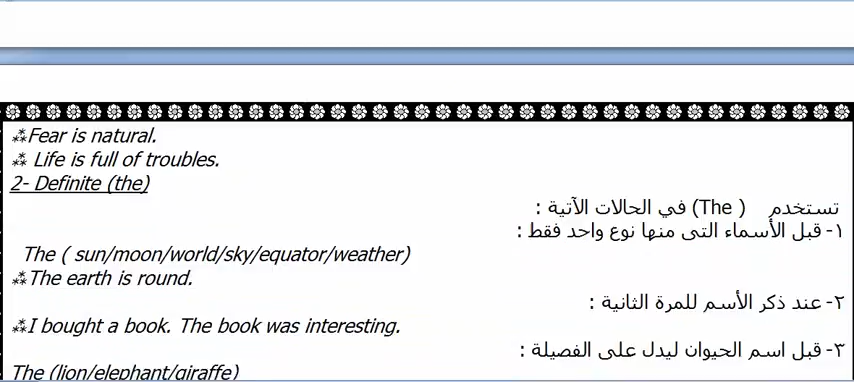 ⁂Fear is natural.
⁂ Life is full of troubles.
2- Definite (the)
تستخدم ( The) في الحالات الآتية :
١- قبل الأسماء التى منها نوع واحد فقط :
The ( sun/moon/world/sky/equator/weather)
⁂The earth is round.
٢- عند ذكر الأسم للمرة الثانية :
⁂I bought a book. The book was interesting.
٣- قبل اسم الحيوان ليدل على الفصيلة :
The (lion/elephant/giraffe)